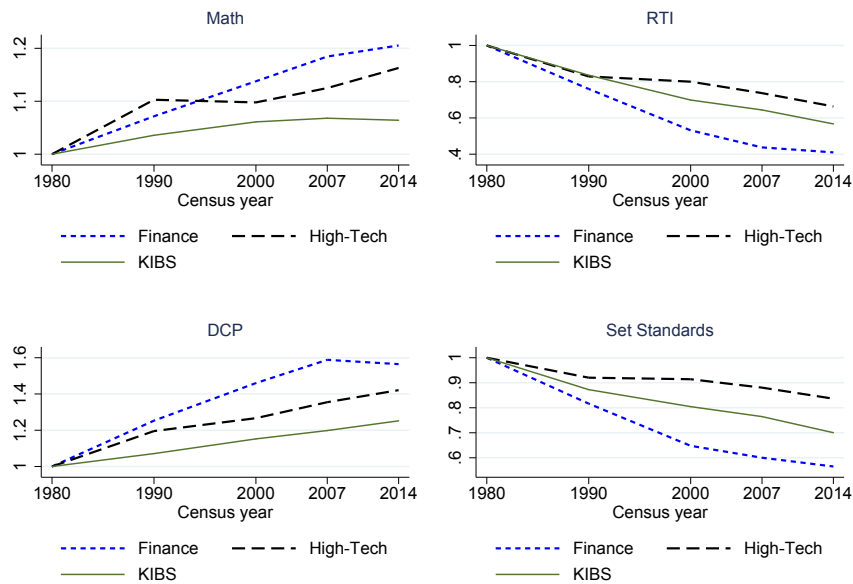 Math
1 1.1 1.2
1980 1990 2000 2007 2014
Census year
Finance High-Tech
KIBS
RTI
.4 .6 .8 1
1980 1990 2000 2007 2014
Census year
Finance High-Tech
KIBS
DCP
1 1.2 1.4 1.6
1980 1990 2000 2007 2014
Census year
Finance High-Tech
KIBS
Set Standards
.6 .7 .8 .9 1
1980 1990 2000 2007 2014
Census year
Finance High-Tech
KIBS